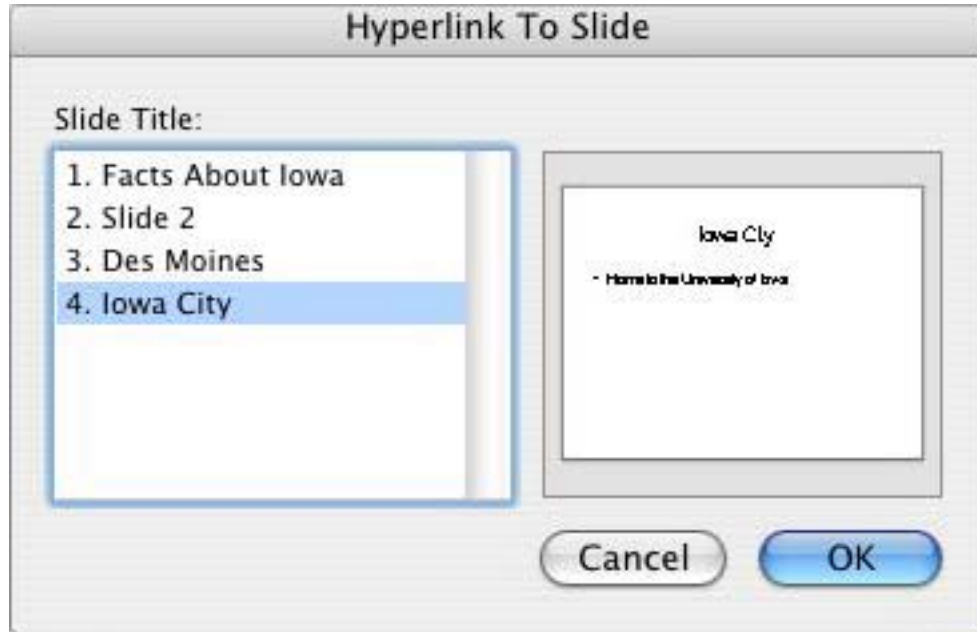 Hyperlink To Slide
Slide Title:
1. Facts About Iowa
2. Slide 2
3. Des Moines
4. Iowa City
Iowa City
• Home to the University of Iowa
Cancel
OK